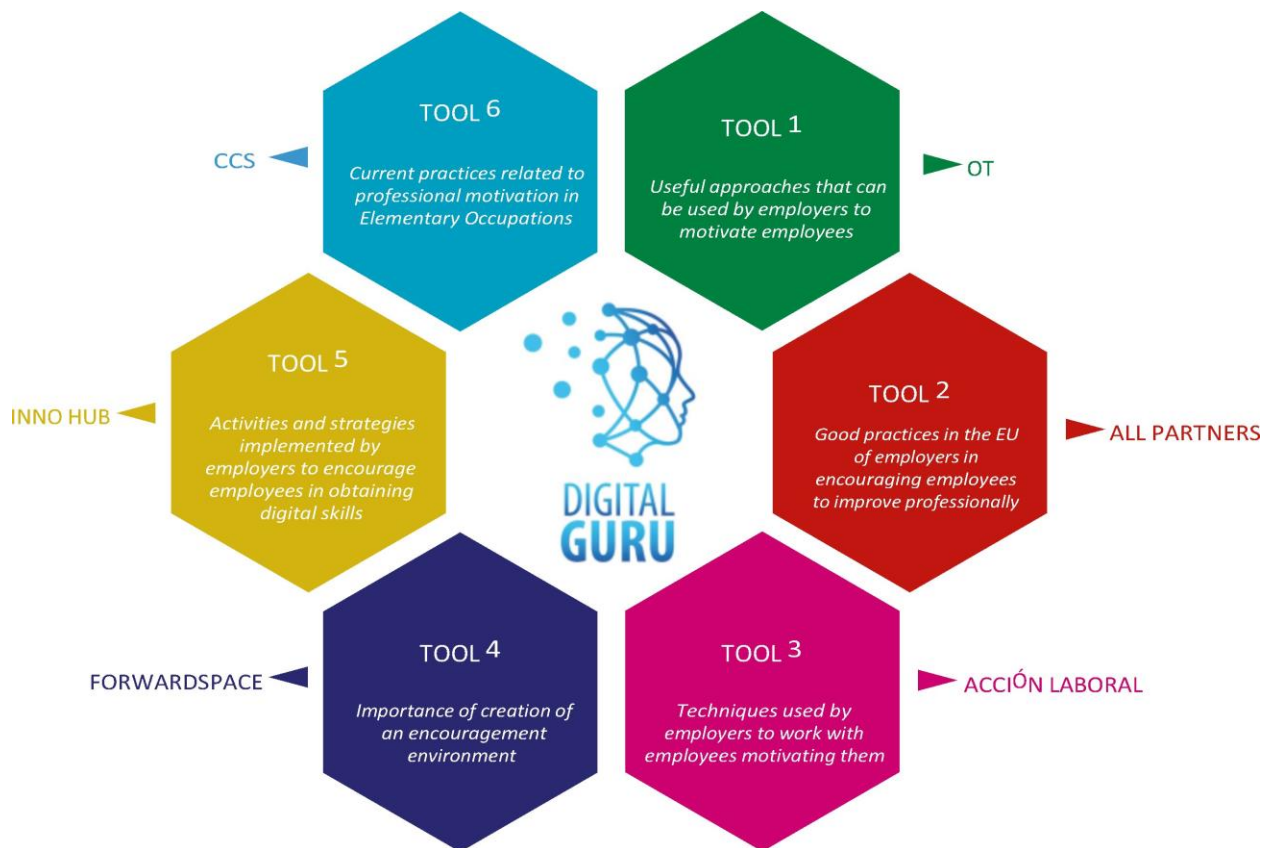 TOOL 6
Current practices related to
professional motivation in
Elementary Occupations
CCS
TOOL 1
Useful approaches that can
be used by employers to
motivate employees
OT
TOOL 5
Activities and strategies
implemented by
employers to encourage
employees in obtaining
digital skills
INNO HUB
DIGITAL
GURU
TOOL 2
Good practices in the EU
of employers in
encouraging employees
to improve professionally
ALL PARTNERS
TOOL 4
Importance of creation of
an encouragement
environment
FORWARDSPACE
TOOL 3
Techniques used by
employers to work with
employees motivating them
ACCIÓN LABORAL